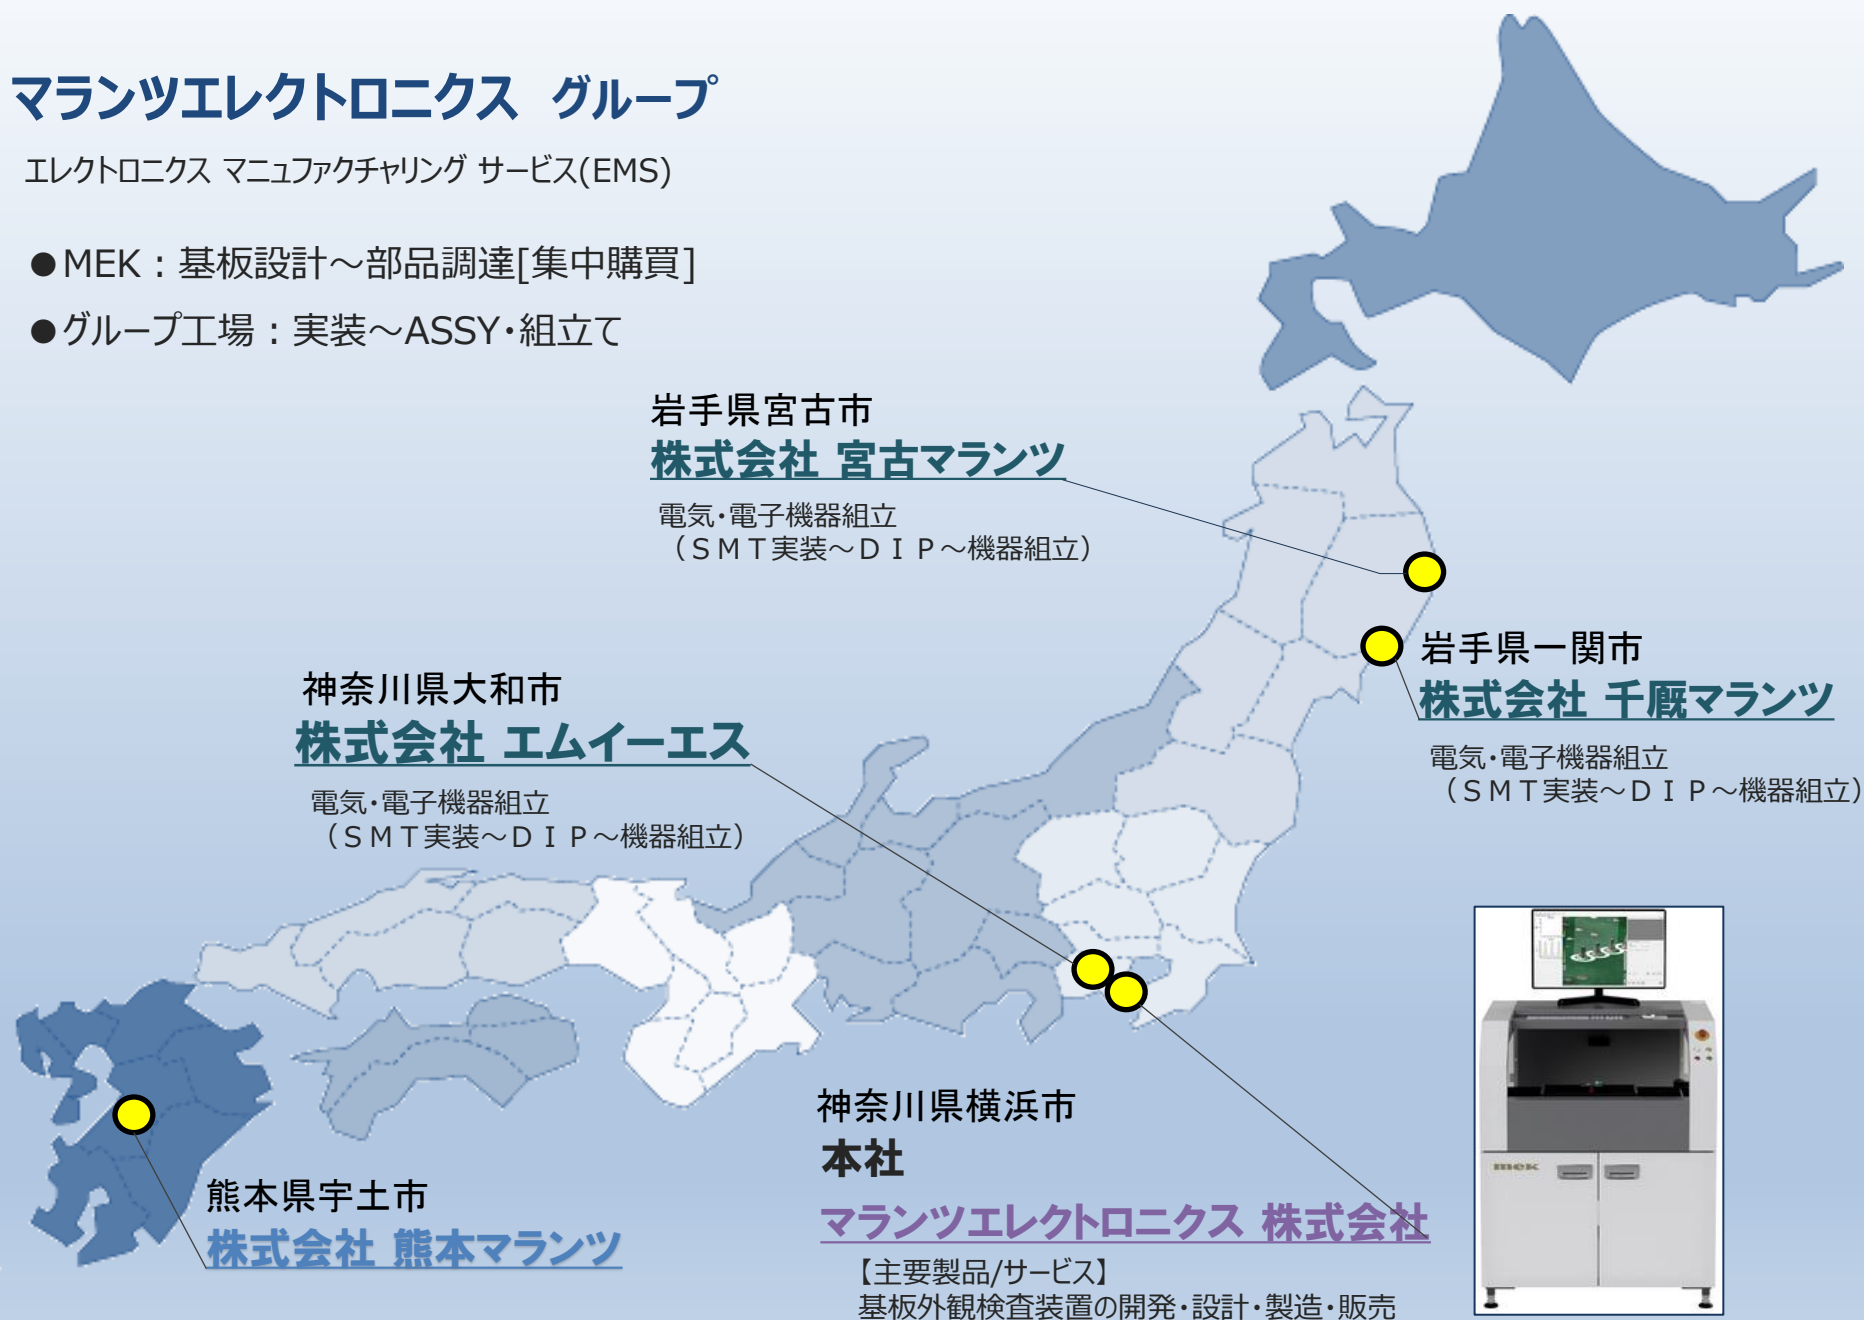 マランツエレクトロニクス グループ
エレクトロニクス マニュファクチャリング サービス(EMS)
●MEK：基板設計～部品調達[集中購買]
●グループ工場：実装～ASSY・組立て
岩手県宮古市
株式会社 宮古マランツ
電気・電子機器組立
（ＳＭＴ実装～ＤＩＰ～機器組立）
岩手県一関市
株式会社 千厩マランツ
電気・電子機器組立
（ＳＭＴ実装～ＤＩＰ～機器組立）
神奈川県大和市
株式会社 エムイーエス
電気・電子機器組立
（ＳＭＴ実装～ＤＩＰ～機器組立）
神奈川県横浜市
本社
マランツエレクトロニクス 株式会社
【主要製品/サービス】
基板外観検査装置の開発・設計・製造・販売
熊本県宇土市
株式会社 熊本マランツ
mek